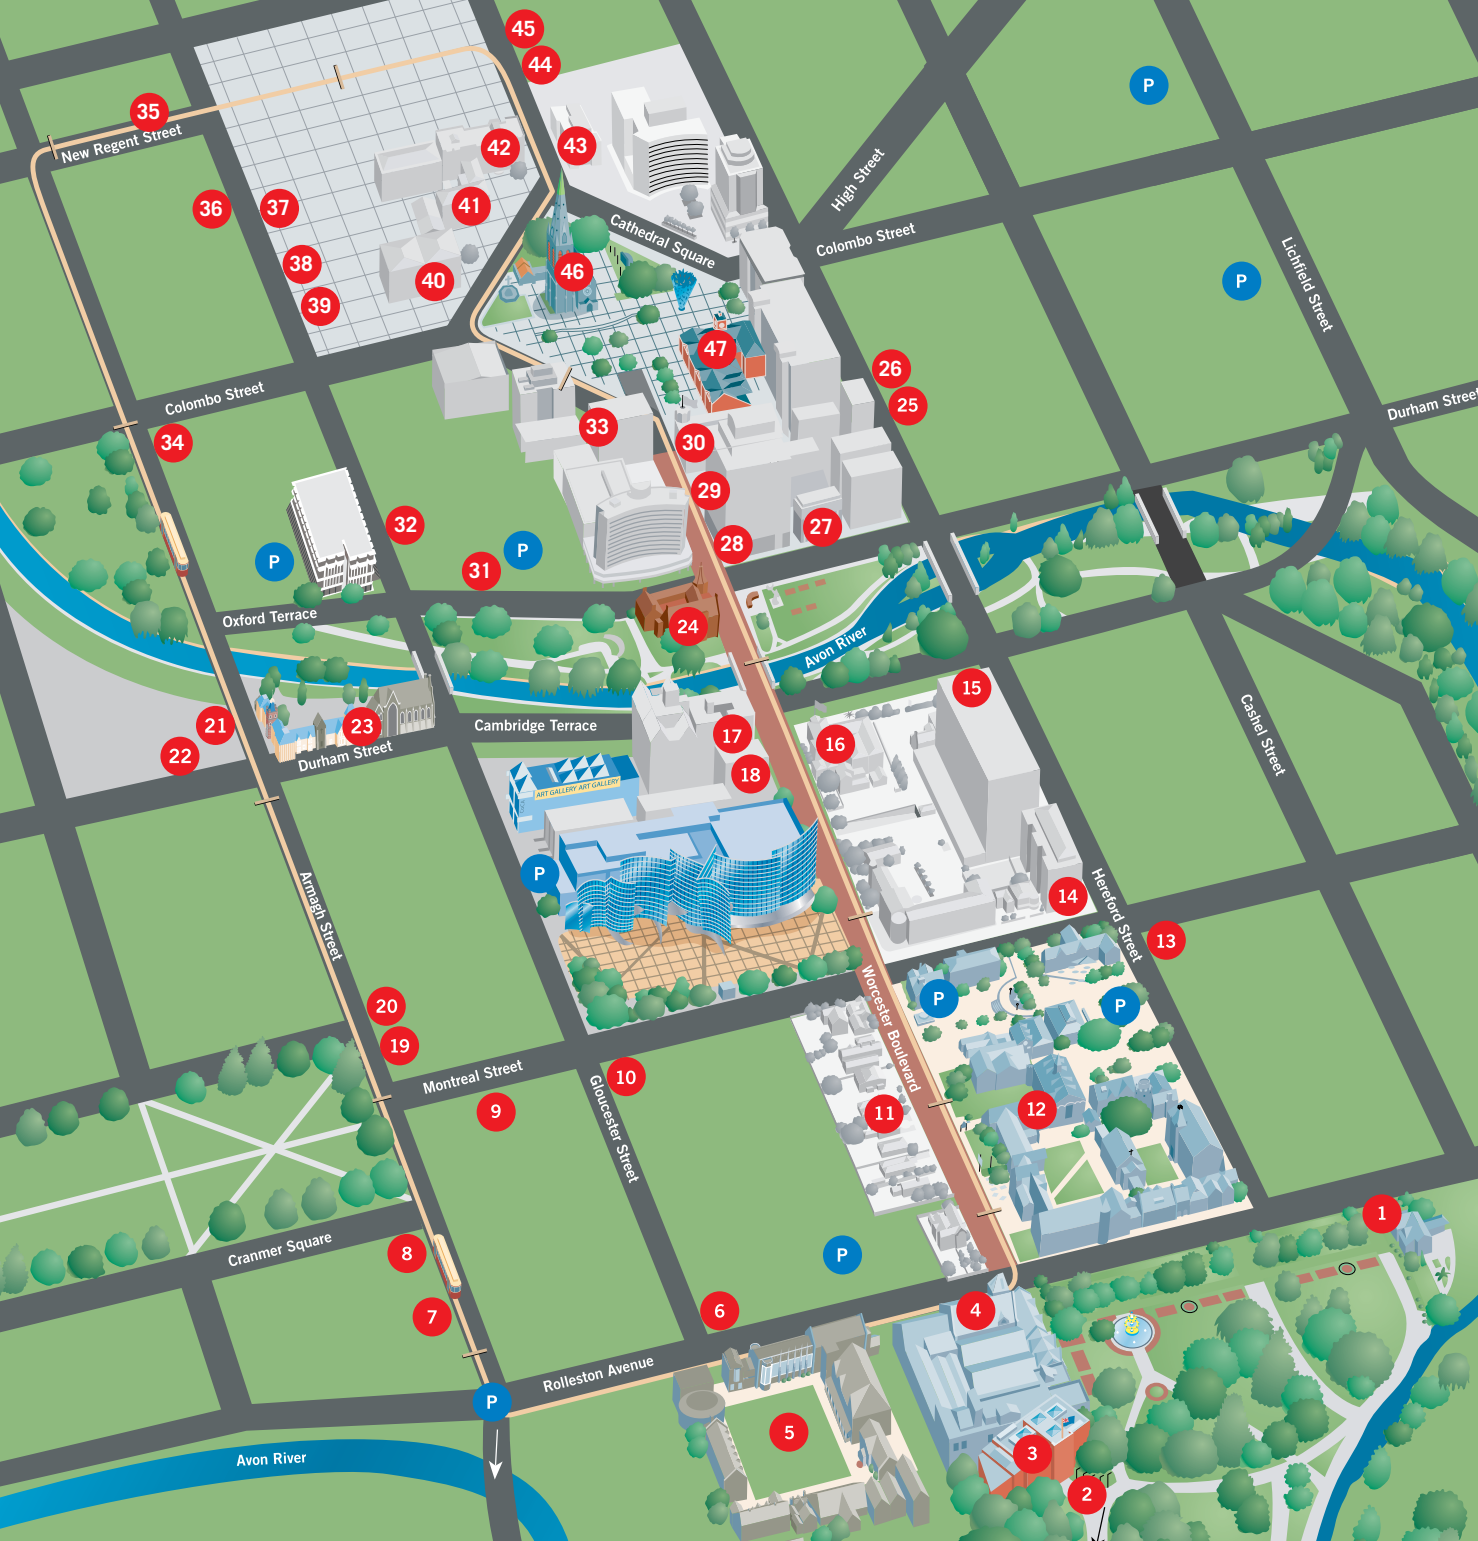 45
44
P
35
New Regent Street
42
43
High Street
36
37
41
Cathedral Square
Colombo Street
38
40
46
P
Lichfield Street
39
47
26
Colombo Street
25
Durham Street
34
33
30
29
32
P
P
31
28
27
Oxford Terrace
24
Avon River
15
21
23
Cambridge Terrace
17
16
Cashel Street
22
Durham Street
18
ART GALLERY ART GALLERY
P
14
Hereford Street
Armagh Street
13
P
P
20
19
Worcester Boulevard
Montreal Street
10
9
Gloucester Street
11
12
1
Cranmer Square
8
P
7
6
4
Rolleston Avenue
P
5
3
Avon River
2